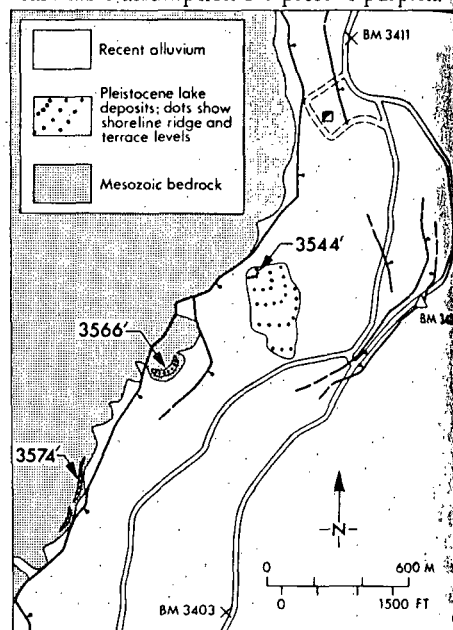 Recent alluvium
Pleistocene lake
deposits; dots show
shoreline ridge and
terrace levels
Mesozoic bedrock
BM 3411
3544'
3566'
3574'
-N-
0 600 M
0 1500 FT
BM 3403